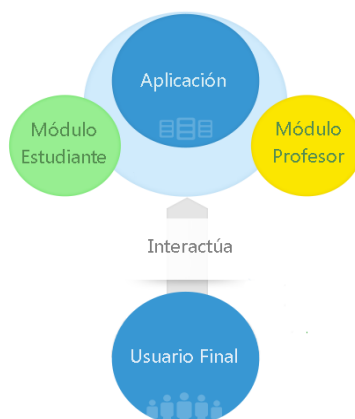 Aplicación
Módulo
Estudiante
Módulo
Profesor
Interactúa
Usuario Final